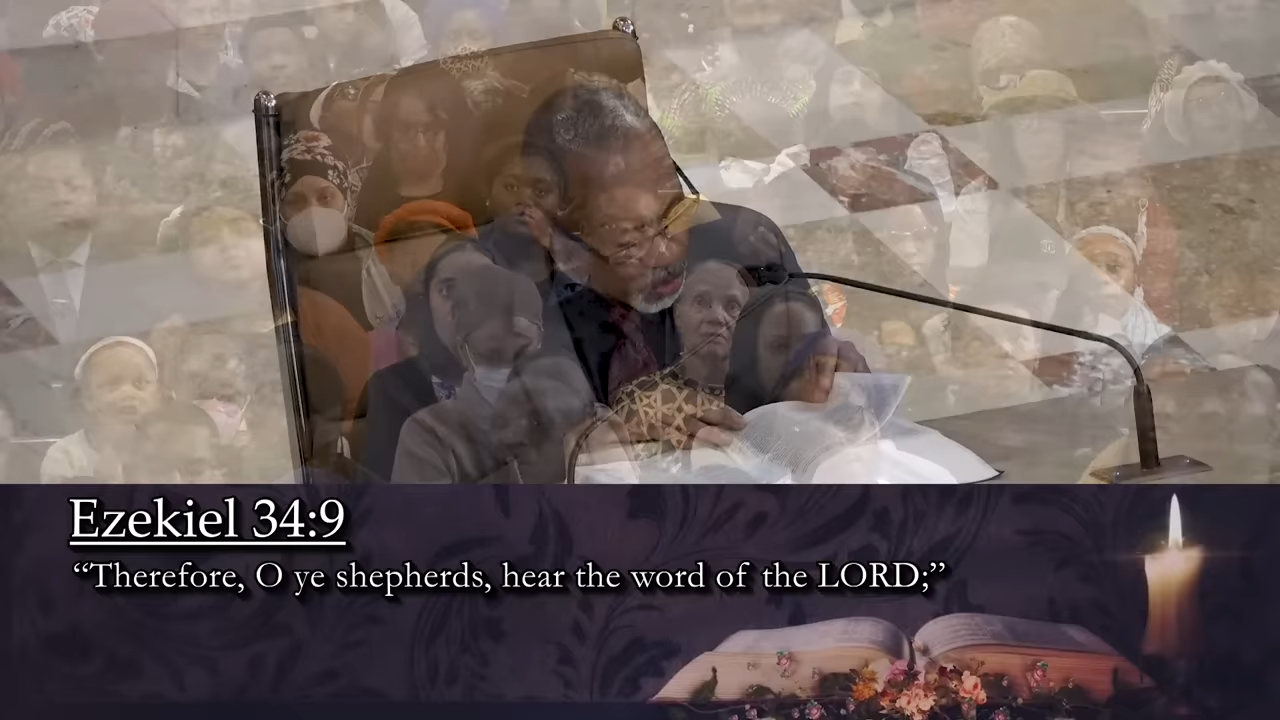 Ezekiel 34:9
“Therefore, O ye shepherds, hear the word of the LORD;”